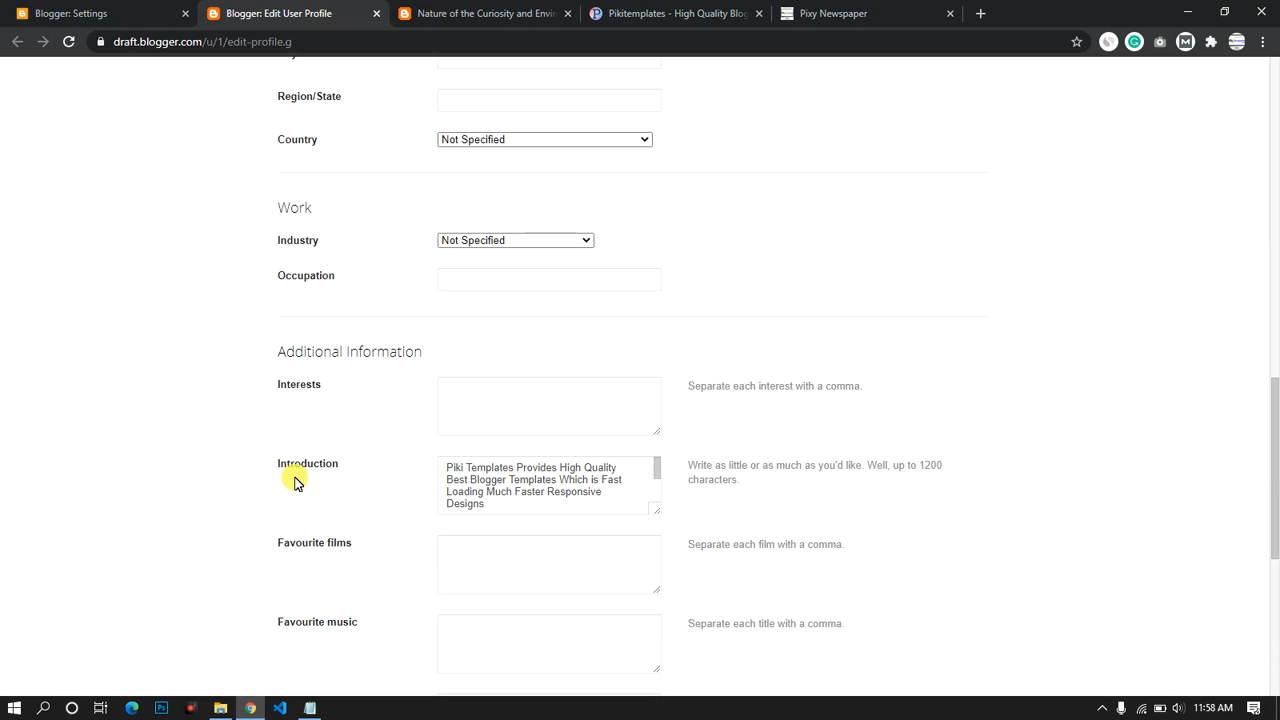 Blogger: Settings
Blogger: Edit User Profile
Nature of the Curiosity and Envir
Pikitemplates - High Quality Blog
Pixy Newspaper
draft.blogger.com/u/1/edit-profile.g
Region/State
Country
Not Specified
Work
Industry
Not Specified
Occupation
Additional Information
Interests
Separate each interest with a comma.
Introduction
Piki Templates Provides High Quality
Best Blogger Templates Which is Fast
Loading Much Faster Responsive
Designs
Write as little or as much as you'd like. Well, up to 1200
characters.
Favourite films
Separate each film with a comma.
Favourite music
Separate each title with a comma.
11:58 AM